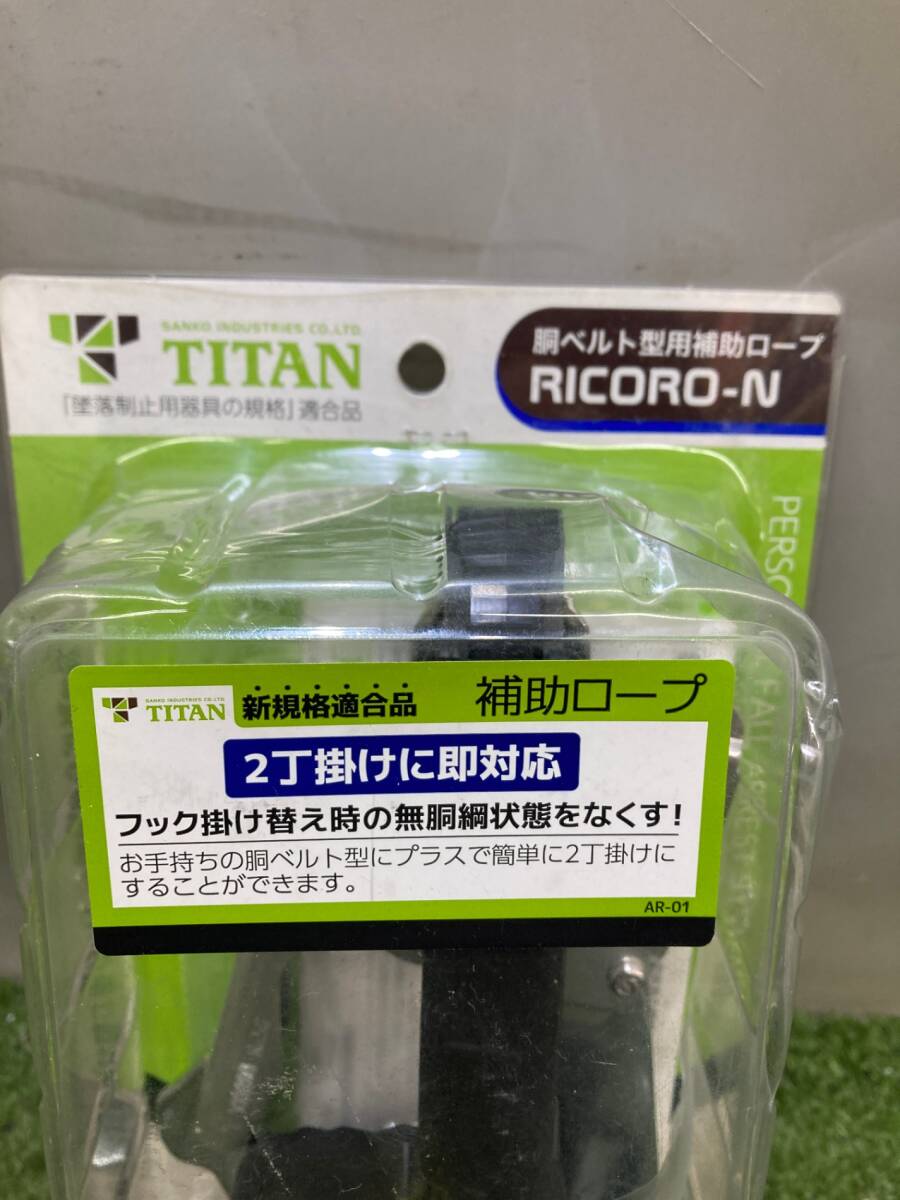 SANKO INDUSTRIES CO.,LTD.
TITAN
「墜落制止用器具の規格」適合品
胴ベルト型用補助ロープ
RICORO-N
SANKO INDUSTRIES CO.,LTD.
TITAN
新規格適合品
補助ロープ
2丁掛けに即対応
フック掛け替え時の無胴綱状態をなくす!
お手持ちの胴ベルト型にプラスで簡単に2丁掛けに
することができます。
AR-01